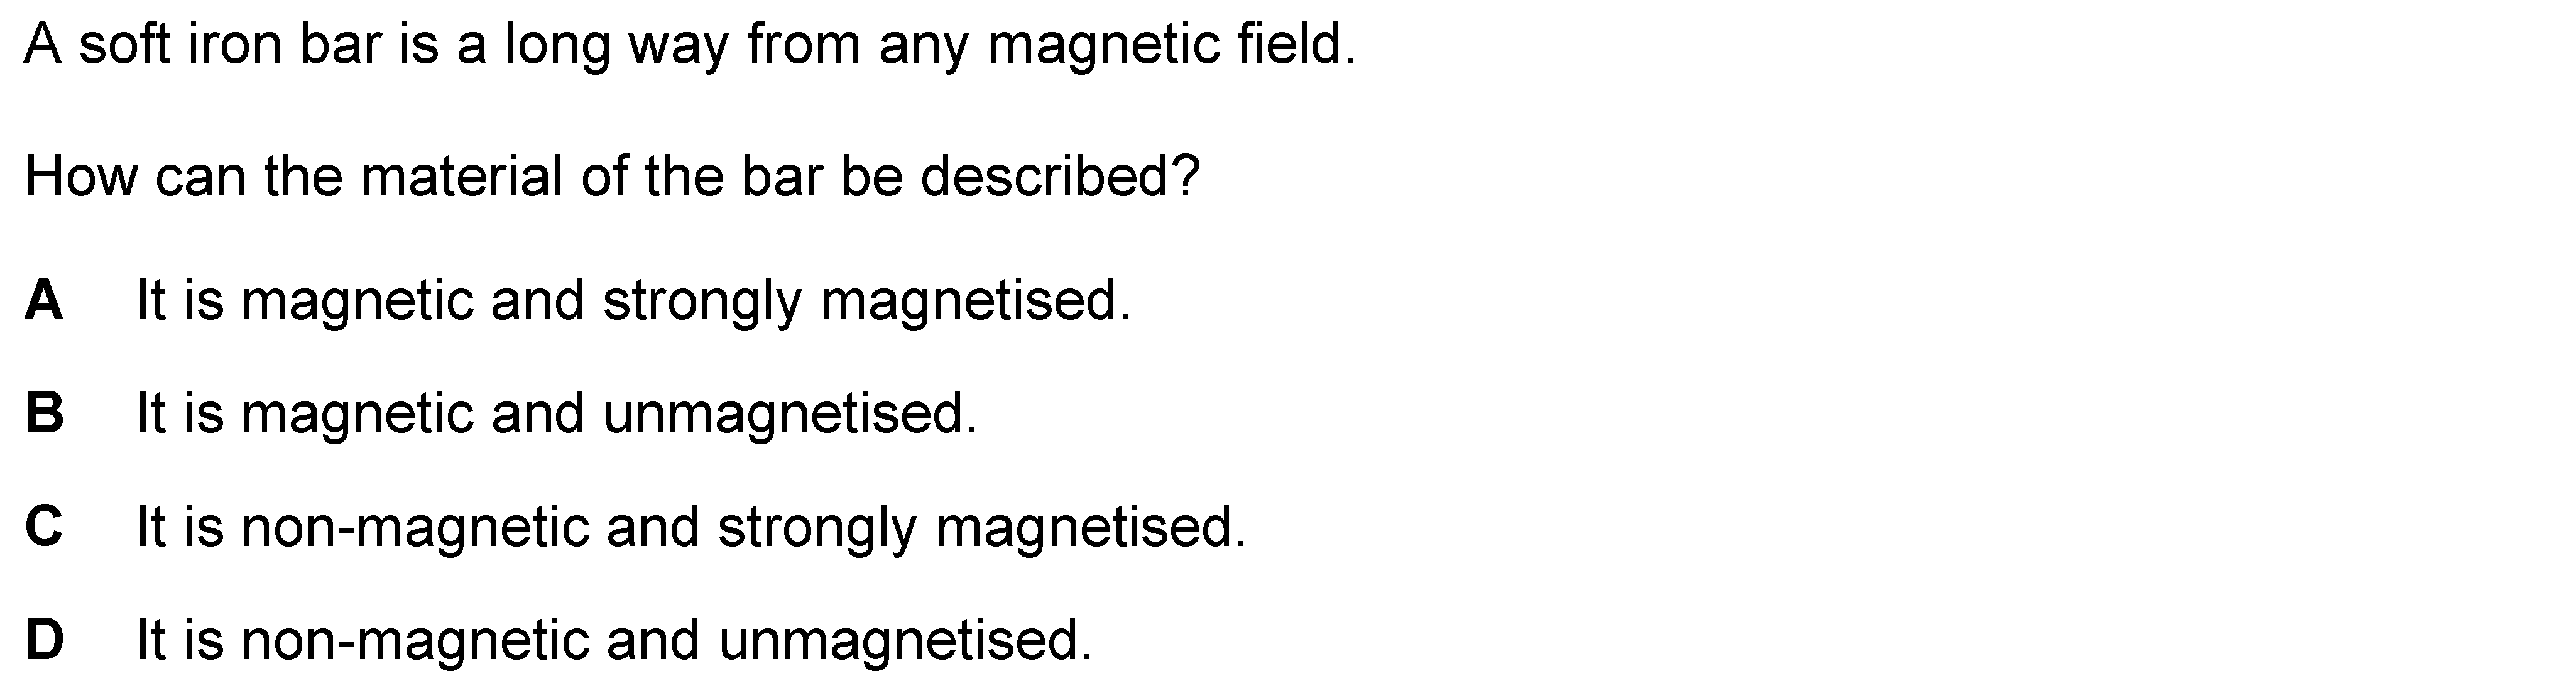 A soft iron bar is a long way from any magnetic field.
How can the material of the bar be described?
A It is magnetic and strongly magnetised.
B It is magnetic and unmagnetised.
C It is non-magnetic and strongly magnetised.
D It is non-magnetic and unmagnetised.